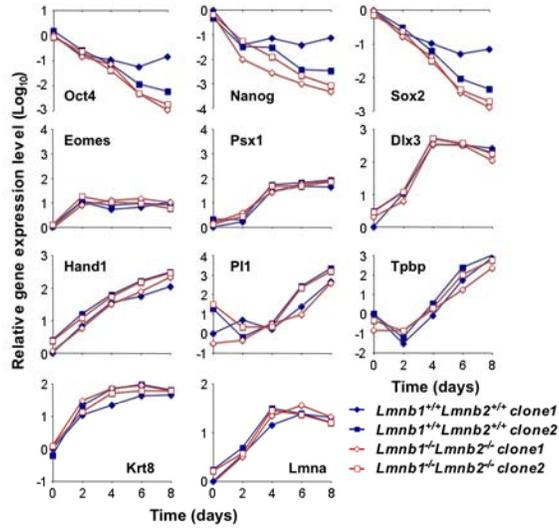 Relative gene expression level (Log10)
1 0 -1 -2 -3 Oct4
0 -1 -2 -3 -4 Nanog
0 -1 -2 -3 Sox2
4 3 2 1 0 Eomes
4 3 2 1 0 Psx1
4 3 2 1 0 Dlx3
3 2 1 0 Hand1
4 3 2 1 0 -1 Pl1
3 2 1 0 -1 -2 Tpbp
0 2 4 6 8
Time (days)
2 1 0 -1 Krt8
0 2 4 6 8
2 1 0 Lmna
0 2 4 6 8
Time (days)
Lmnb1+/+Lmnb2+/+ clone1
Lmnb1+/+Lmnb2+/+ clone2
Lmnb1-/-Lmnb2-/- clone1
Lmnb1-/-Lmnb2-/- clone2